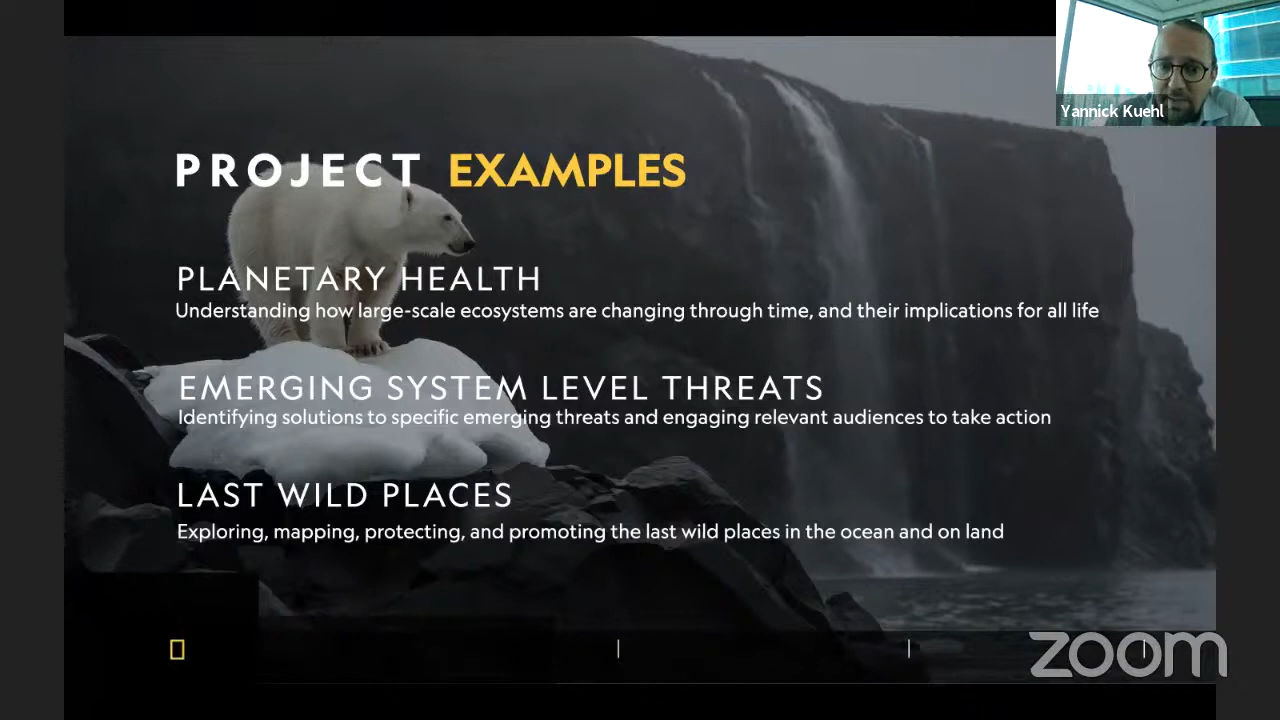 Yannick Kuehl
PROJECT EXAMPLES
PLANETARY HEALTH
Understanding how large-scale ecosystems are changing through time, and their implications for all life
EMERGING SYSTEM LEVEL THREATS
Identifying solutions to specific emerging threats and engaging relevant audiences to take action
LAST WILD PLACES
Exploring, mapping, protecting, and promoting the last wild places in the ocean and on land
zoom